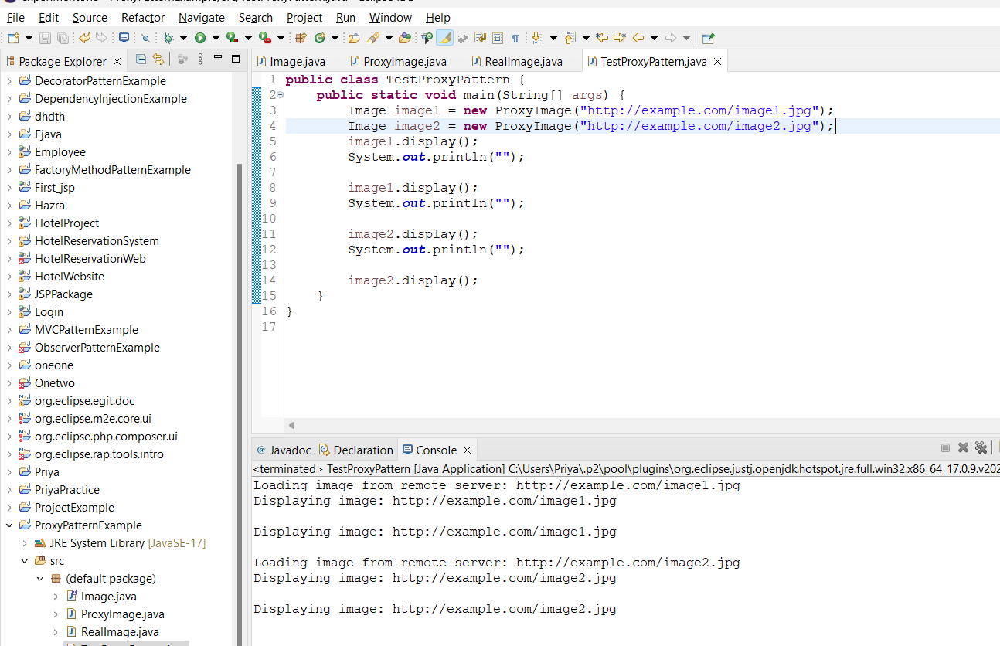 File Edit Source Refactor Navigate Search Project Run Window Help
Package Explorer
DecoratorPatternExample
DependencyInjectionExample
dhdth
Ejava
Employee
FactoryMethodPatternExample
First_jsp
Hazra
HotelProject
HotelReservationSystem
HotelReservationWeb
HotelWebsite
JSPPackage
Login
MVCPatternExample
ObserverPatternExample
oneone
Onetwo
org.eclipse.egit.doc
org.eclipse.m2e.core.ui
org.eclipse.php.composer.ui
org.eclipse.rap.tools.intro
Priya
PriyaPractice
ProjectExample
ProxyPatternExample
JRE System Library [JavaSE-17]
src
(default package)
Image.java
ProxyImage.java
RealImage.java
Image.java ProxyImage.java RealImage.java TestProxyPattern.java
1 public class TestProxyPattern {
2 public static void main(String[] args) {
3 Image image1 = new ProxyImage("http://example.com/image1.jpg");
4 Image image2 = new ProxyImage("http://example.com/image2.jpg");
5 image1.display();
6 System.out.println("");
7
8 image1.display();
9 System.out.println("");
10
11 image2.display();
12 System.out.println("");
13
14 image2.display();
15 }
16 }
17
@ Javadoc Declaration Console
<terminated> TestProxyPattern [Java Application] C:\Users\Priya\.p2\pool\plugins\org.eclipse.justj.openjdk.hotspot.jre.full.win32.x86_64_17.0.9.v202
Loading image from remote server: http://example.com/image1.jpg
Displaying image: http://example.com/image1.jpg
Displaying image: http://example.com/image1.jpg
Loading image from remote server: http://example.com/image2.jpg
Displaying image: http://example.com/image2.jpg
Displaying image: http://example.com/image2.jpg